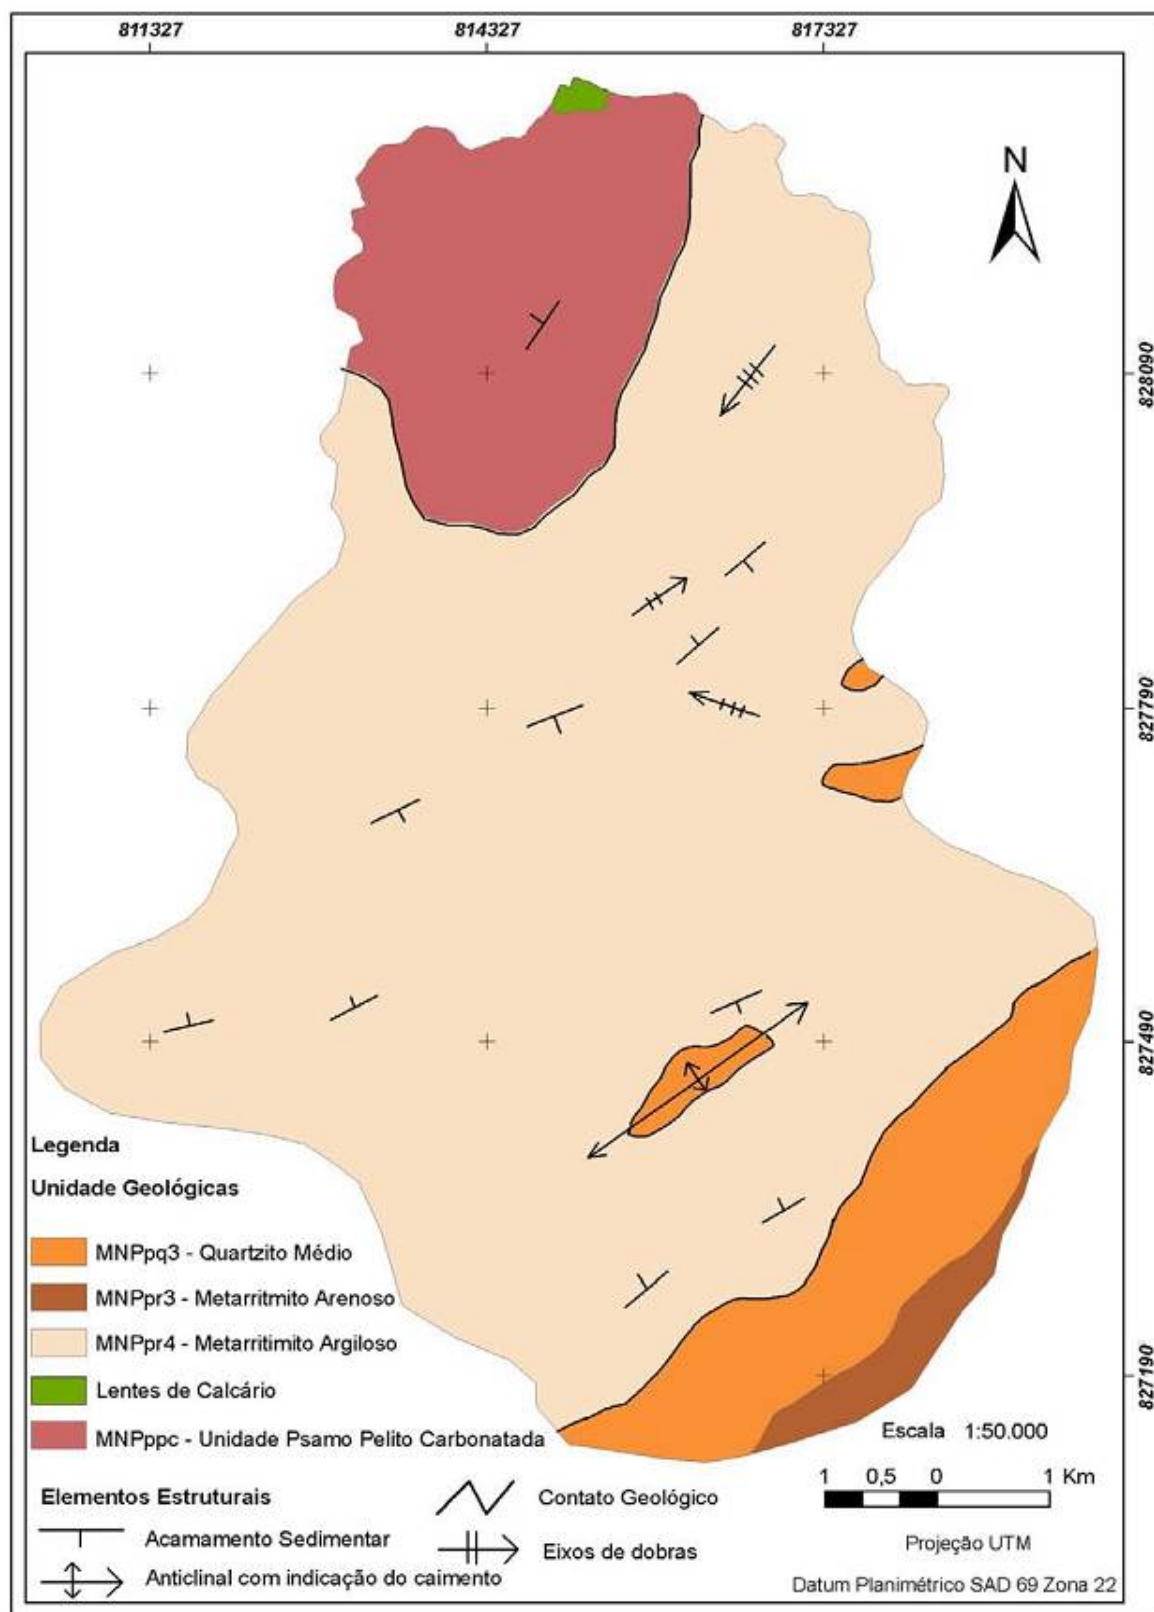 811327 814327 817327
N
828090
827790
827490
827190
Legenda
Unidade Geológicas
MNPpq3 - Quartzito Médio
MNPpr3 - Metarritmito Arenoso
MNPpr4 - Metarritimito Argiloso
Lentes de Calcário
MNPppc - Unidade Psamo Pelito Carbonatada
Escala 1:50.000
1 0,5 0 1 Km
Projeção UTM
Datum Planimétrico SAD 69 Zona 22
Elementos Estruturais
Acamamento Sedimentar
Anticlinal com indicação do caimento
Contato Geológico
Eixos de dobras